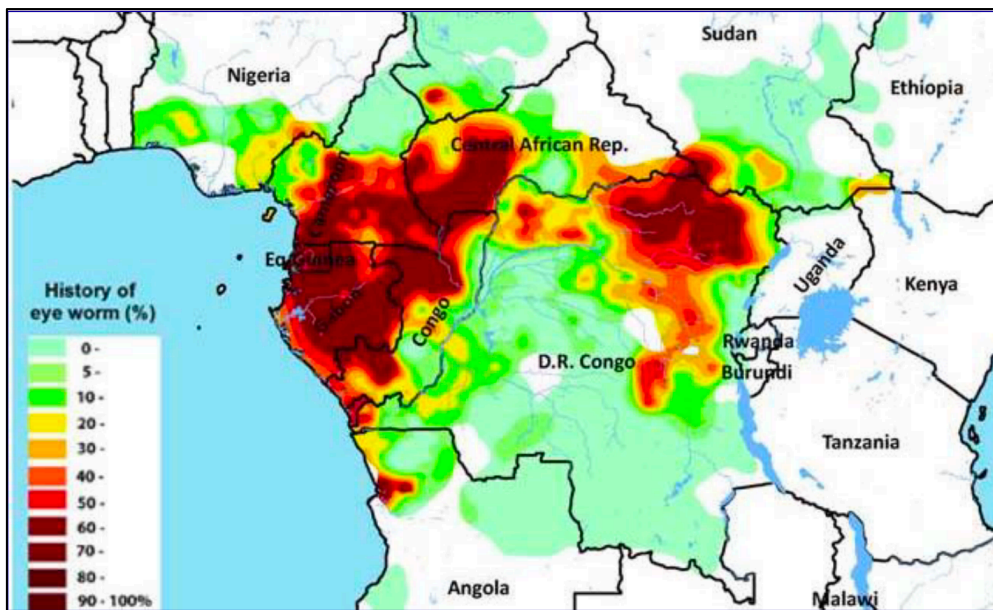 Sudan
Nigeria
Ethiopia
Central African Rep.
Cameroon
Eq. Guinea
Uganda
Kenya
History of
eye worm (%)
Gabon
Congo
0 -
5 -
10 -
20 -
30 -
40 -
50 -
60 -
70 -
80 -
90 - 100%
D.R. Congo
Rwanda
Burundi
Tanzania
Angola
Malawi